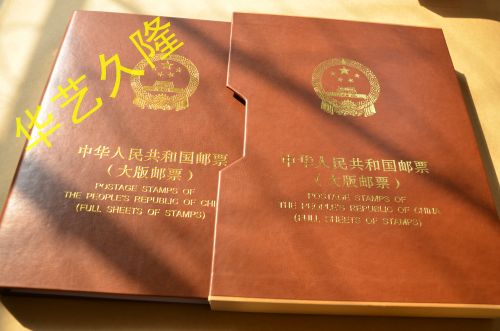 华艺久隆
中华人民共和国邮票
（大版邮票）
POSTAGE STAMPS OF
THE PEOPLE'S REPUBLIC OF CHI
(FULL SHEETS OF STAMPS)
中华人民共和国邮票
（大版邮票）
POSTAGE STAMPS OF
THE PEOPLE'S REPUBLIC OF CHINA
(FULL SHEETS OF STAMPS)